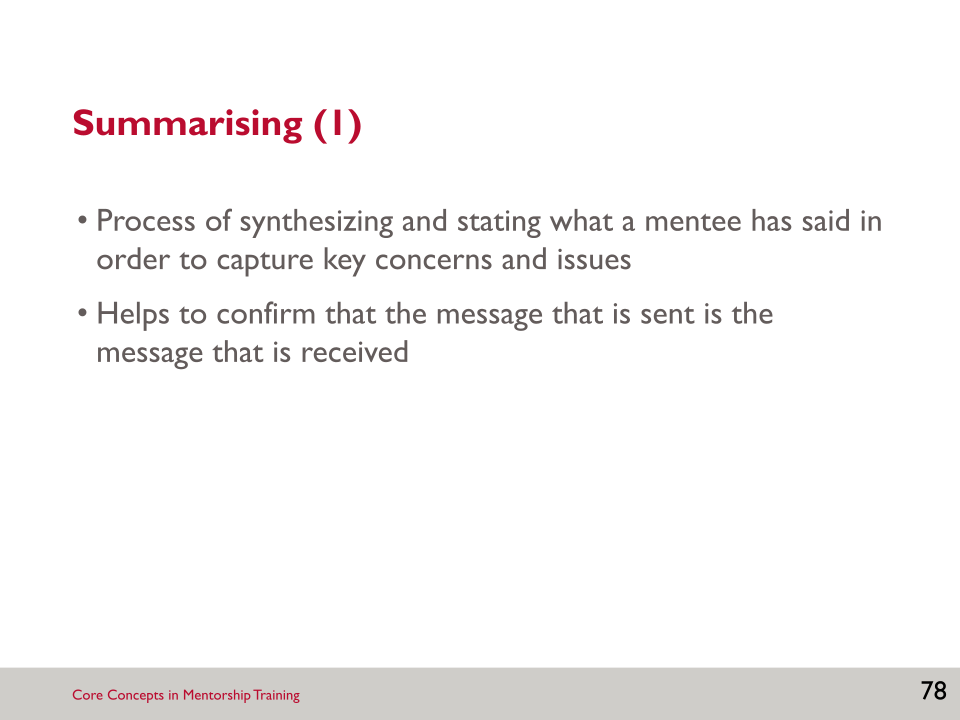 Summarising (1)
• Process of synthesizing and stating what a mentee has said in
order to capture key concerns and issues
• Helps to confirm that the message that is sent is the
message that is received
Core Concepts in Mentorship Training
78